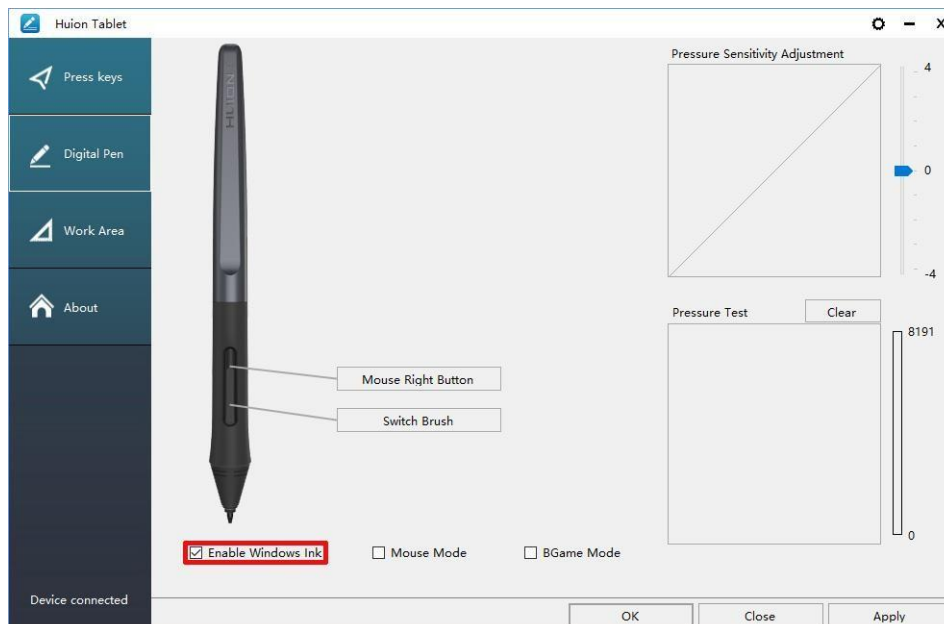 Huion Tablet
Press keys
Digital Pen
Work Area
About
Device connected
HUION
Mouse Right Button
Switch Brush
Enable Windows Ink
Mouse Mode
BGame Mode
Pressure Sensitivity Adjustment
4
0
-4
Pressure Test
Clear
8191
0
OK
Close
Apply